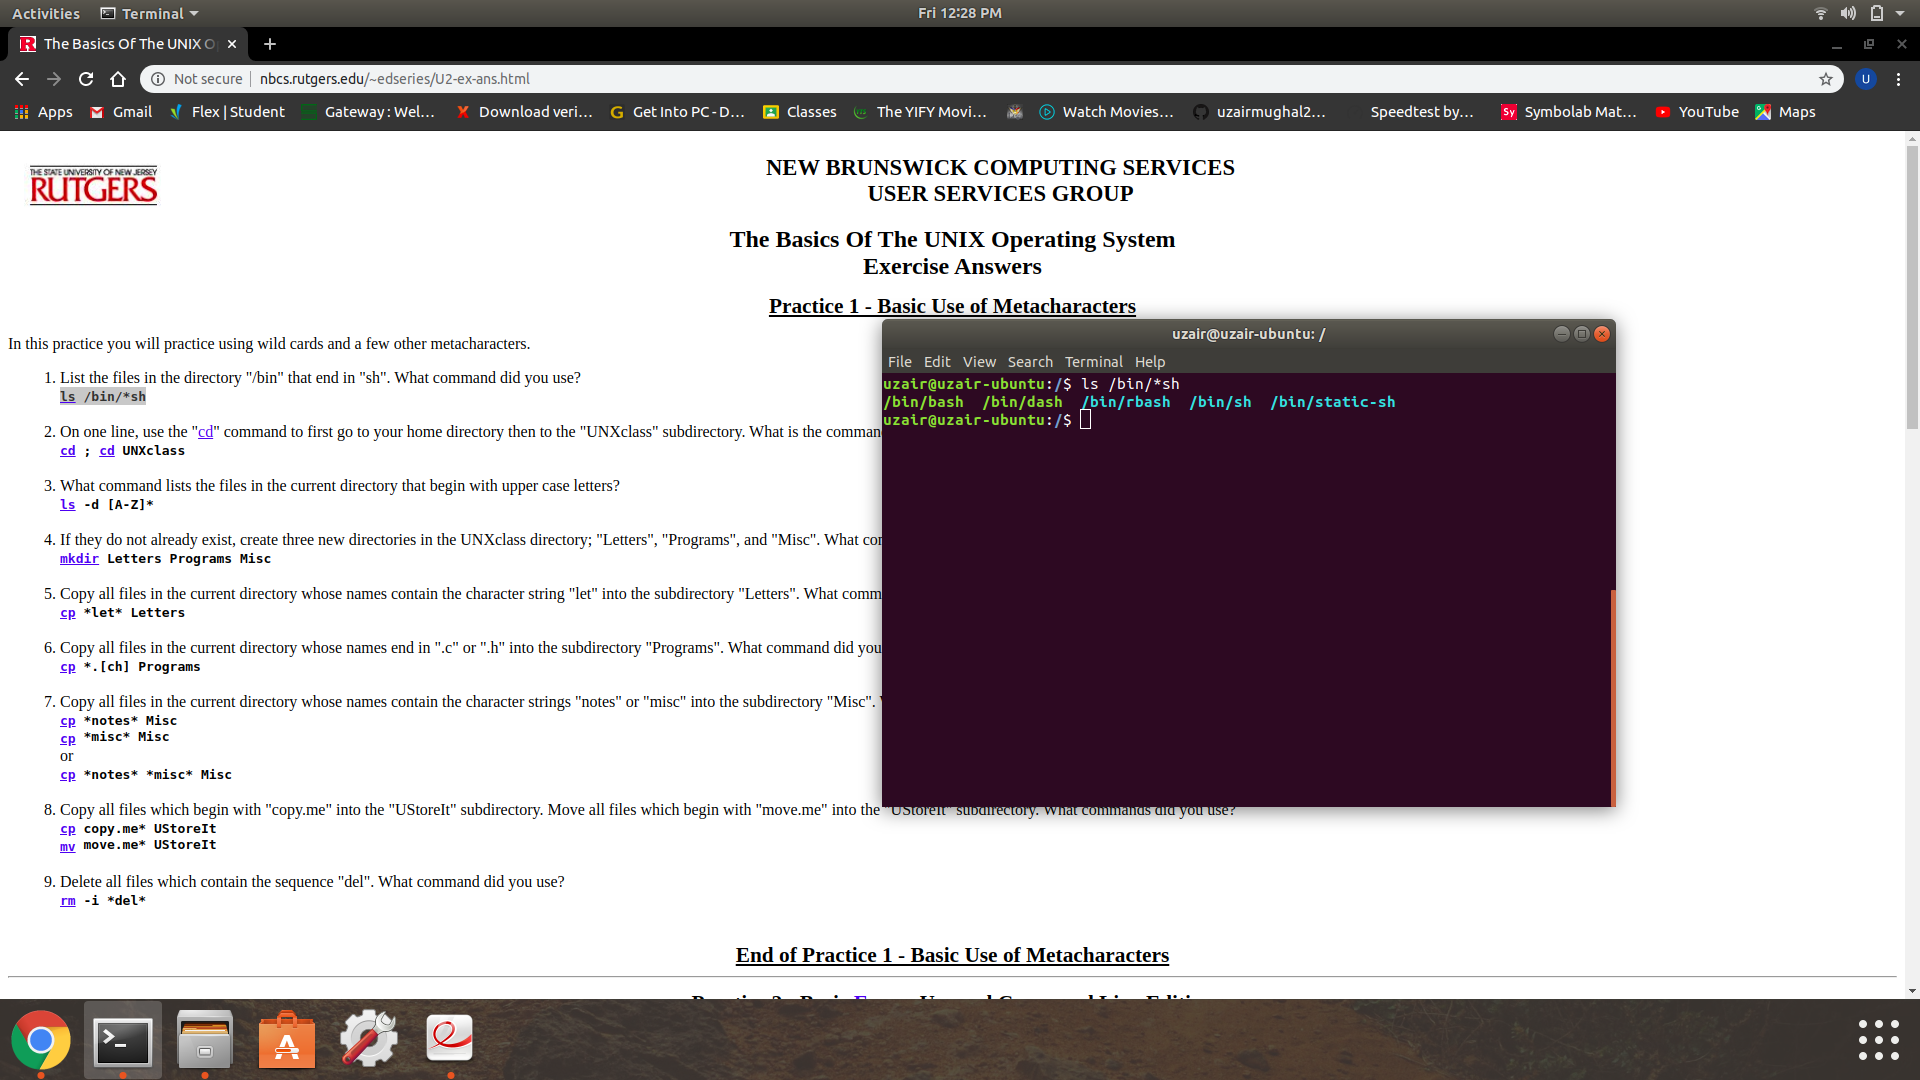 Activities
Terminal
Fri 12:28 PM
The Basics Of The UNIX O
Not secure
nbcs.rutgers.edu/~edseries/U2-ex-ans.html
U
Apps
Gmail
Flex | Student
Gateway : Wel...
Download veri...
Get Into PC - D...
Classes
The YIFY Movi...
Watch Movies...
uzairmughal2...
Speedtest by...
Symbolab Mat...
YouTube
Maps
THE STATE UNIVERSITY OF NEW JERSEY
RUTGERS
NEW BRUNSWICK COMPUTING SERVICES
USER SERVICES GROUP
The Basics Of The UNIX Operating System
Exercise Answers
Practice 1 - Basic Use of Metacharacters
In this practice you will practice using wild cards and a few other metacharacters.
1. List the files in the directory "/bin" that end in "sh". What command did you use?
ls /bin/*sh
2. On one line, use the "cd" command to first go to your home directory then to the "UNXclass" subdirectory. What is the comman
cd ; cd UNXclass
3. What command lists the files in the current directory that begin with upper case letters?
ls -d [A-Z]*
4. If they do not already exist, create three new directories in the UNXclass directory; "Letters", "Programs", and "Misc". What co
mkdir Letters Programs Misc
5. Copy all files in the current directory whose names contain the character string "let" into the subdirectory "Letters". What comm
cp *let* Letters
6. Copy all files in the current directory whose names end in ".c" or ".h" into the subdirectory "Programs". What command did you
cp *.[ch] Programs
7. Copy all files in the current directory whose names contain the character strings "notes" or "misc" into the subdirectory "Misc".
cp *notes* Misc
cp *misc* Misc
or
cp *notes* *misc* Misc
8. Copy all files which begin with "copy.me" into the "UStoreIt" subdirectory. Move all files which begin with "move.me" into the "UStoreIt" subdirectory. What commands did you use?
cp copy.me* UStoreIt
mv move.me* UStoreIt
9. Delete all files which contain the sequence "del". What command did you use?
rm -i *del*
End of Practice 1 - Basic Use of Metacharacters
uzair@uzair-ubuntu: /
File Edit View Search Terminal Help
uzair@uzair-ubuntu:/$ ls /bin/*sh
/bin/bash /bin/dash /bin/rbash /bin/sh /bin/static-sh
uzair@uzair-ubuntu:/$